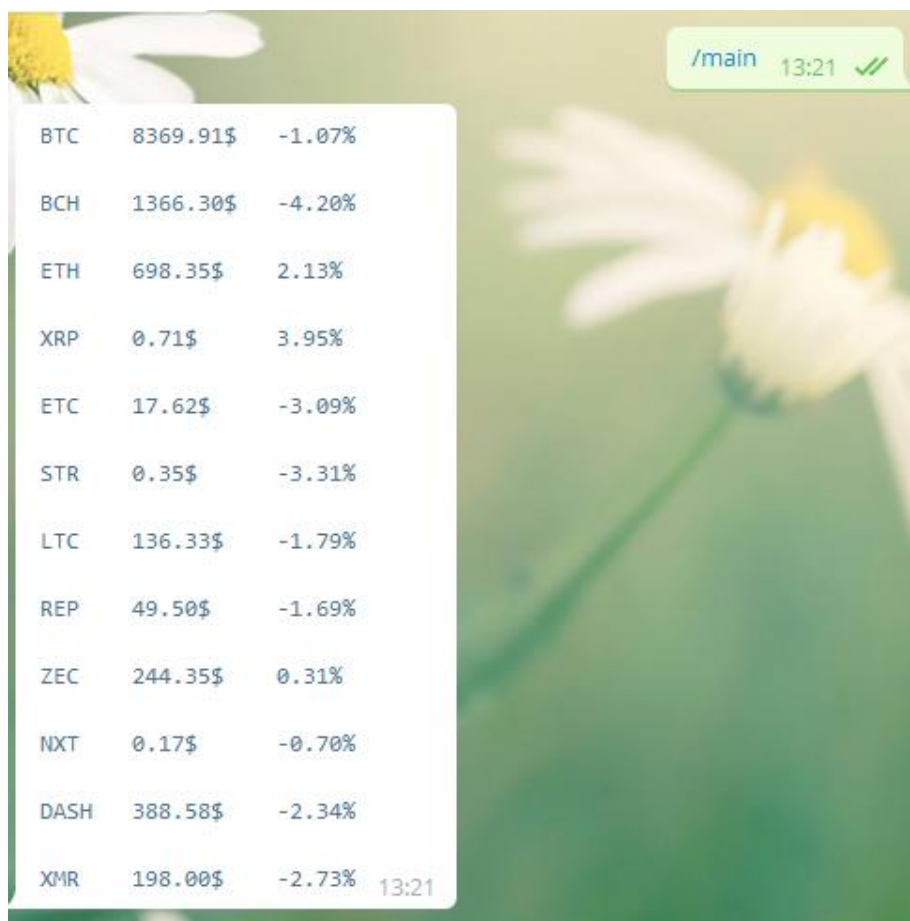 /main 13:21
BTC 8369.91$ -1.07%
BCH 1366.30$ -4.20%
ETH 698.35$ 2.13%
XRP 0.71$ 3.95%
ETC 17.62$ -3.09%
STR 0.35$ -3.31%
LTC 136.33$ -1.79%
REP 49.50$ -1.69%
ZEC 244.35$ 0.31%
NXT 0.17$ -0.70%
DASH 388.58$ -2.34%
XMR 198.00$ -2.73% 13:21